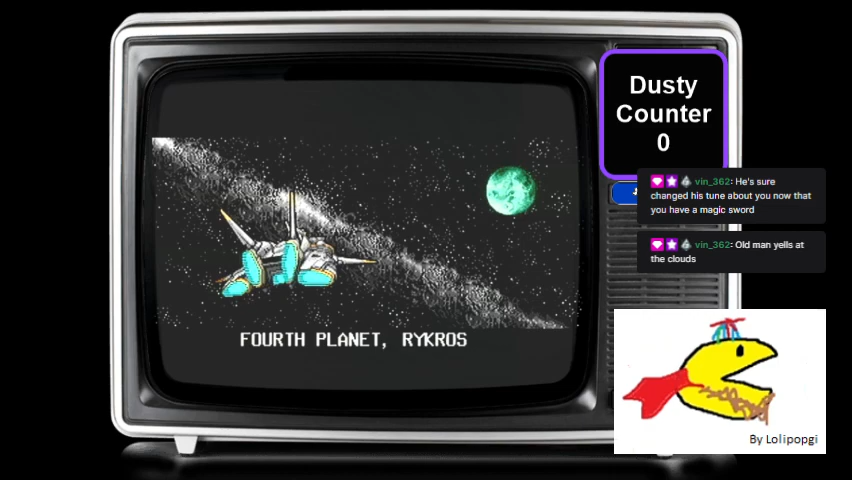 Dusty
Counter
0
vin_362: He's sure
changed his tune about you now that
you have a magic sword
vin_362: Old man yells at
the clouds
FOURTH PLANET, RYKROS
By Lolipopgi